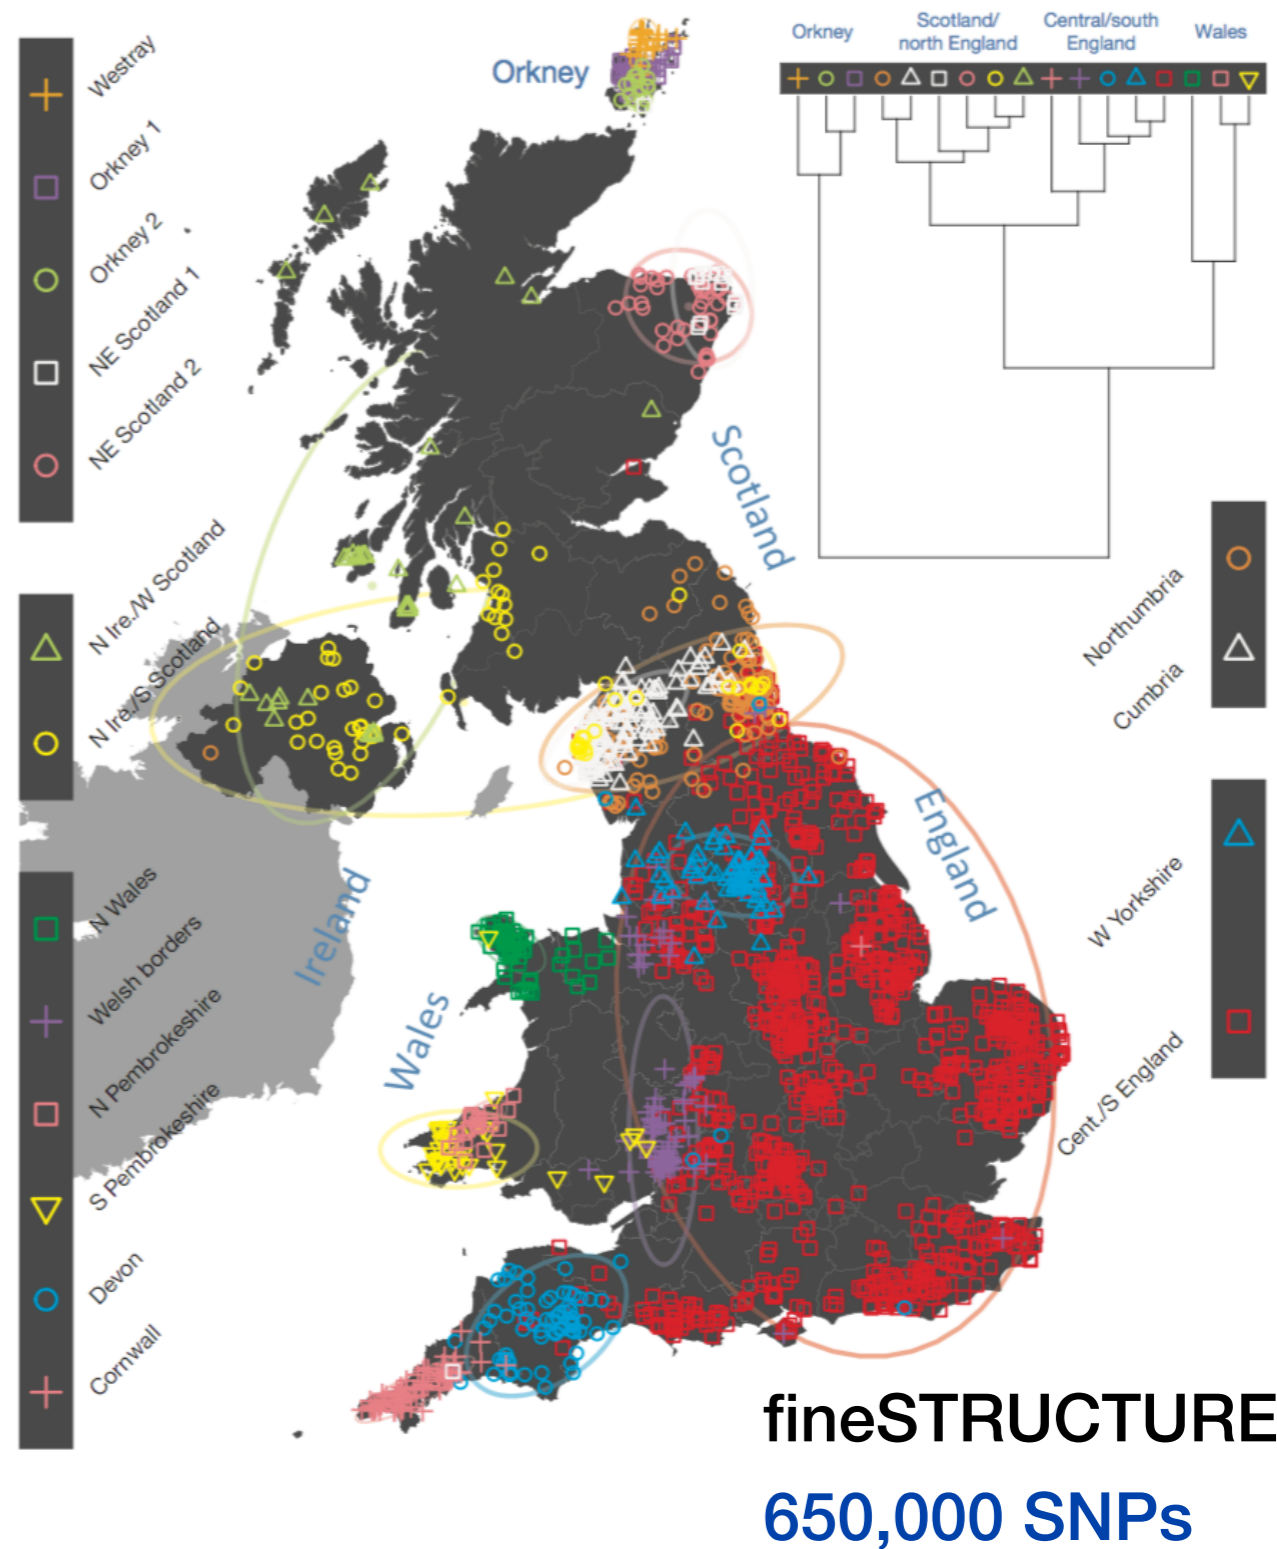 Orkney
Scotland/
north England
Central/south
England
Wales
Westray
Orkney 1
Orkney 2
NE Scotland 1
NE Scotland 2
N Ire./W Scotland
N Ire./S Scotland
N Wales
Welsh borders
N Pembrokeshire
S Pembrokeshire
Devon
Cornwall
Orkney
Scotland
England
Ireland
Wales
Northumbria
Cumbria
W Yorkshire
Cent./S England
fineSTRUCTURE
650,000 SNPs